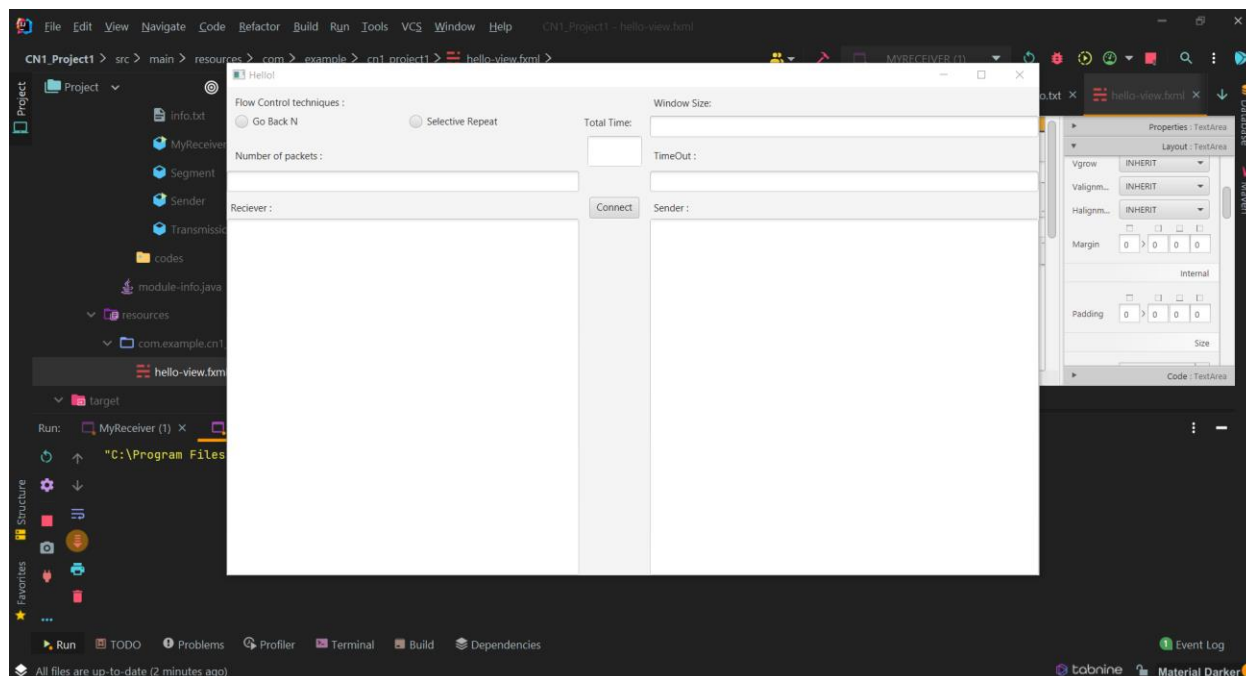 File Edit View Navigate Code Refactor Build Run Tools VCS Window Help CN1_Project1 - hello-view.fxml
CN1_Project1 > src > main > resources > com > example > cn1_project1 > hello-view.fxml > MYRECEIVER (1)
Hello!
Project
Project
info.txt
MyReceiver
Segment
Sender
Transmissio
codes
module-info.java
resources
com.example.cn1_
hello-view.fxm
target
Flow Control techniques :
Go Back N Selective Repeat
Number of packets :
Total Time:
Window Size:
TimeOut :
Reciever :
Connect
Sender :
o.txt hello-view.fxml
Database
Maven
Properties : TextArea
Layout : TextArea
Vgrow INHERIT
Valignm... INHERIT
Halignm... INHERIT
Margin 0 > 0 0 0
Internal
Padding 0 > 0 0 0
Size
Code : TextArea
Run: MyReceiver (1)
"C:\Program Files
Structure
Favorites
Run TODO Problems Profiler Terminal Build Dependencies Event Log
All files are up-to-date (2 minutes ago) tabnine Material Darker